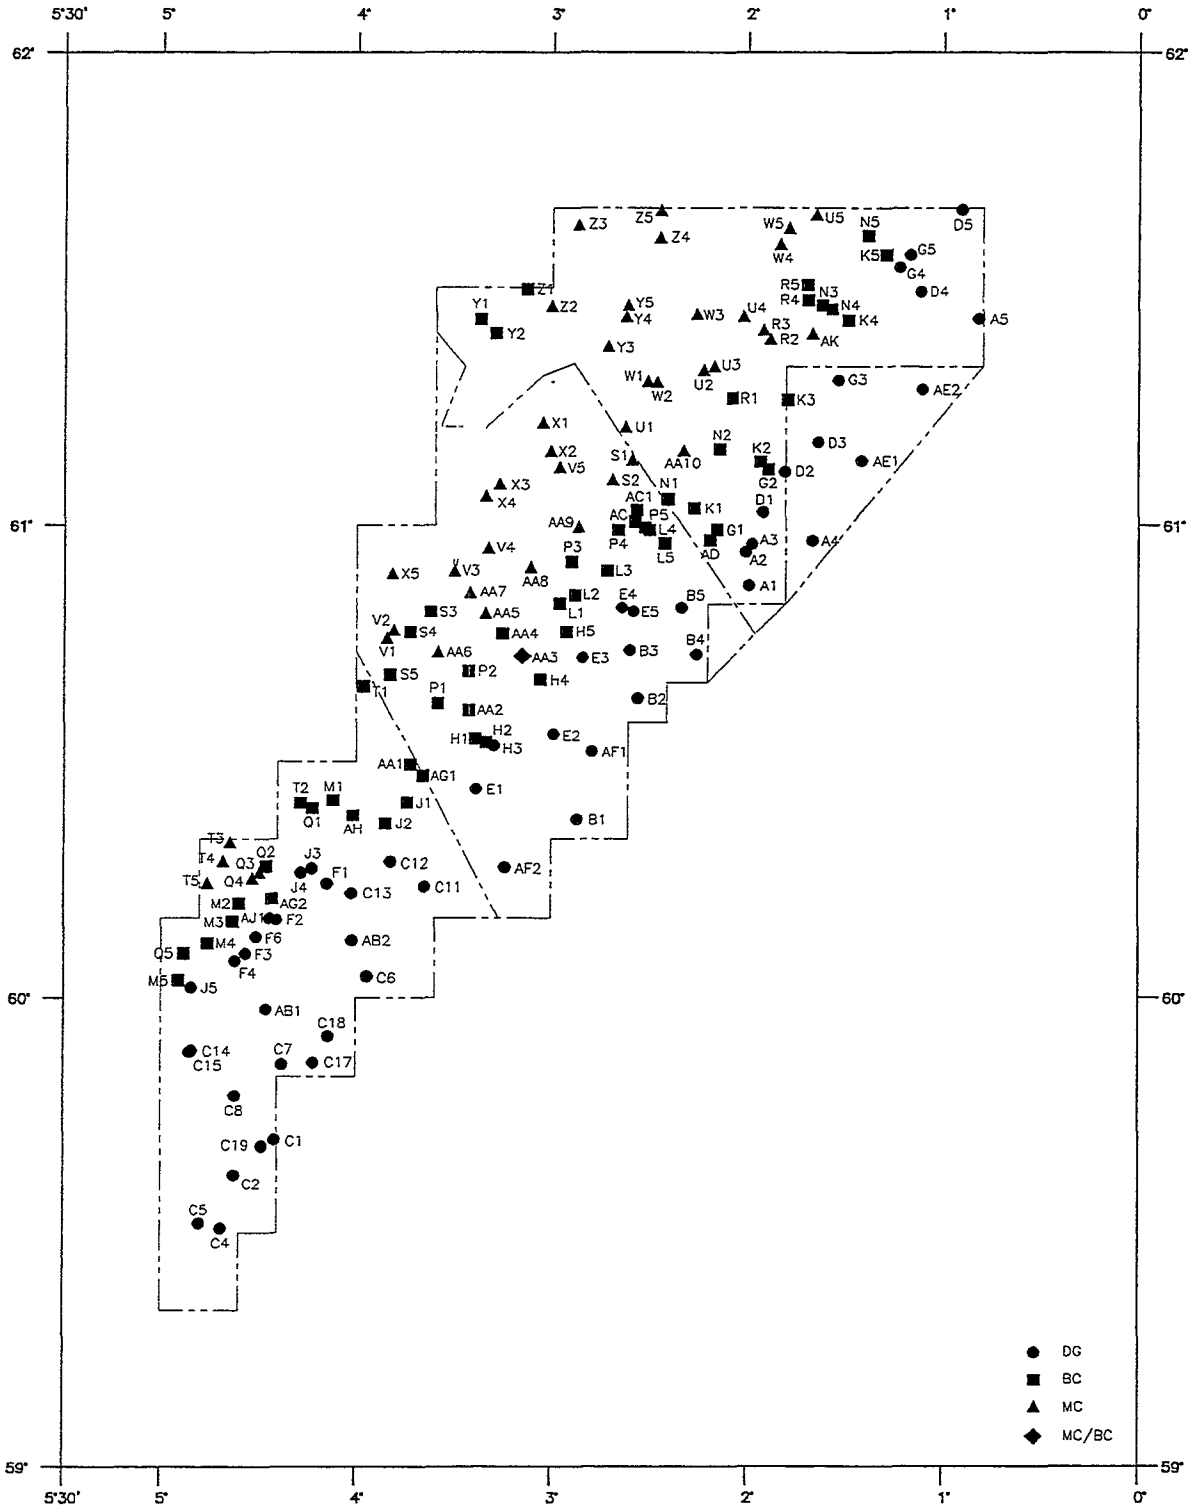 5°30' 5° 4° 3° 2° 1° 0°
62° 62°
Z5 U5 N5 D5
Z3 W5
Z4 W4 K5 G5
G4
Z1 R5 D4
Y1 Z2 Y5 W3 U4 R4 N3 N4
Y2 Y4 R3 K4 A5
Y3 R2 AK
W1 U3 G3
W2 U2 R1 K3 AE2
X1 U1 N2 D3
X2 S1 AA10 K2 AE1
V5 G2 D2
X3 S2 N1
X4 AC1 K1 D1
61° AA9 AC P5 G1 61°
P3 P4 L4 L5 AD A3 A4
V4 A2
X5 V3 AA8 L3 A1
AA7 L2 E4 B5
S3 AA5 L1 E5
V2 S4 AA4 H5
V1 AA6 AA3 E3 B3 B4
S5 P2 H4
T1 P1 B2
AA2
H1 H2 E2
H3 AF1
AA1 AG1
T2 M1 E1
Q1 J1 B1
AH J2
T3
T4 Q3 Q2 J3 C12 AF2
T5 Q4 J4 F1 C13 C11
M2 AG2
M3 AJ1 F2
M4 F6 AB2
Q5 F3
M5 F4 C6
60° J5 60°
AB1
C18
C14 C7 C17
C15
C8
C19 C1
C2
C5
C4
DG
BC
MC
MC/BC
59° 59°
5°30' 5° 4° 3° 2° 1° 0°